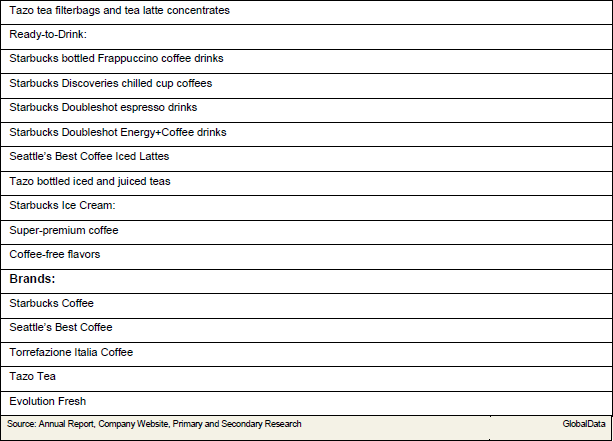 Tazo tea filterbags and tea latte concentrates
Ready-to-Drink:
Starbucks bottled Frappuccino coffee drinks
Starbucks Discoveries chilled cup coffees
Starbucks Doubleshot espresso drinks
Starbucks Doubleshot Energy+Coffee drinks
Seattle's Best Coffee Iced Lattes
Tazo bottled iced and juiced teas
Starbucks Ice Cream:
Super-premium coffee
Coffee-free flavors
Brands:
Starbucks Coffee
Seattle's Best Coffee
Torrefazione Italia Coffee
Tazo Tea
Evolution Fresh
Source: Annual Report, Company Website, Primary and Secondary Research GlobalData